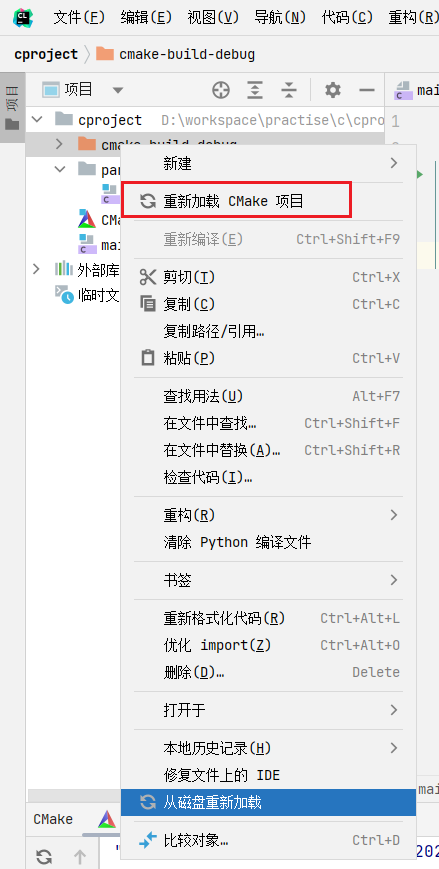 文件(F) 编辑(E) 视图(V) 导航(N) 代码(C) 重构(R)
cproject cmake-build-debug
项目
项目
mai
cproject D:\workspace\practise\c\cpro
1
cmake-build-debug
par
CM
mai
外部库
临时文
新建
重新加载 CMake 项目
重新编译(E) Ctrl+Shift+F9
剪切(T) Ctrl+X
复制(C) Ctrl+C
复制路径/引用…
粘贴(P) Ctrl+V
查找用法(U) Alt+F7
在文件中查找… Ctrl+Shift+F
在文件中替换(A)… Ctrl+Shift+R
检查代码(I)…
重构(R)
清除 Python 编译文件
书签
重新格式化代码(R) Ctrl+Alt+L
优化 import(Z) Ctrl+Alt+O
删除(D)… Delete
打开于
本地历史记录(H)
修复文件上的 IDE
从磁盘重新加载
比较对象… Ctrl+D
mai
CMake
202